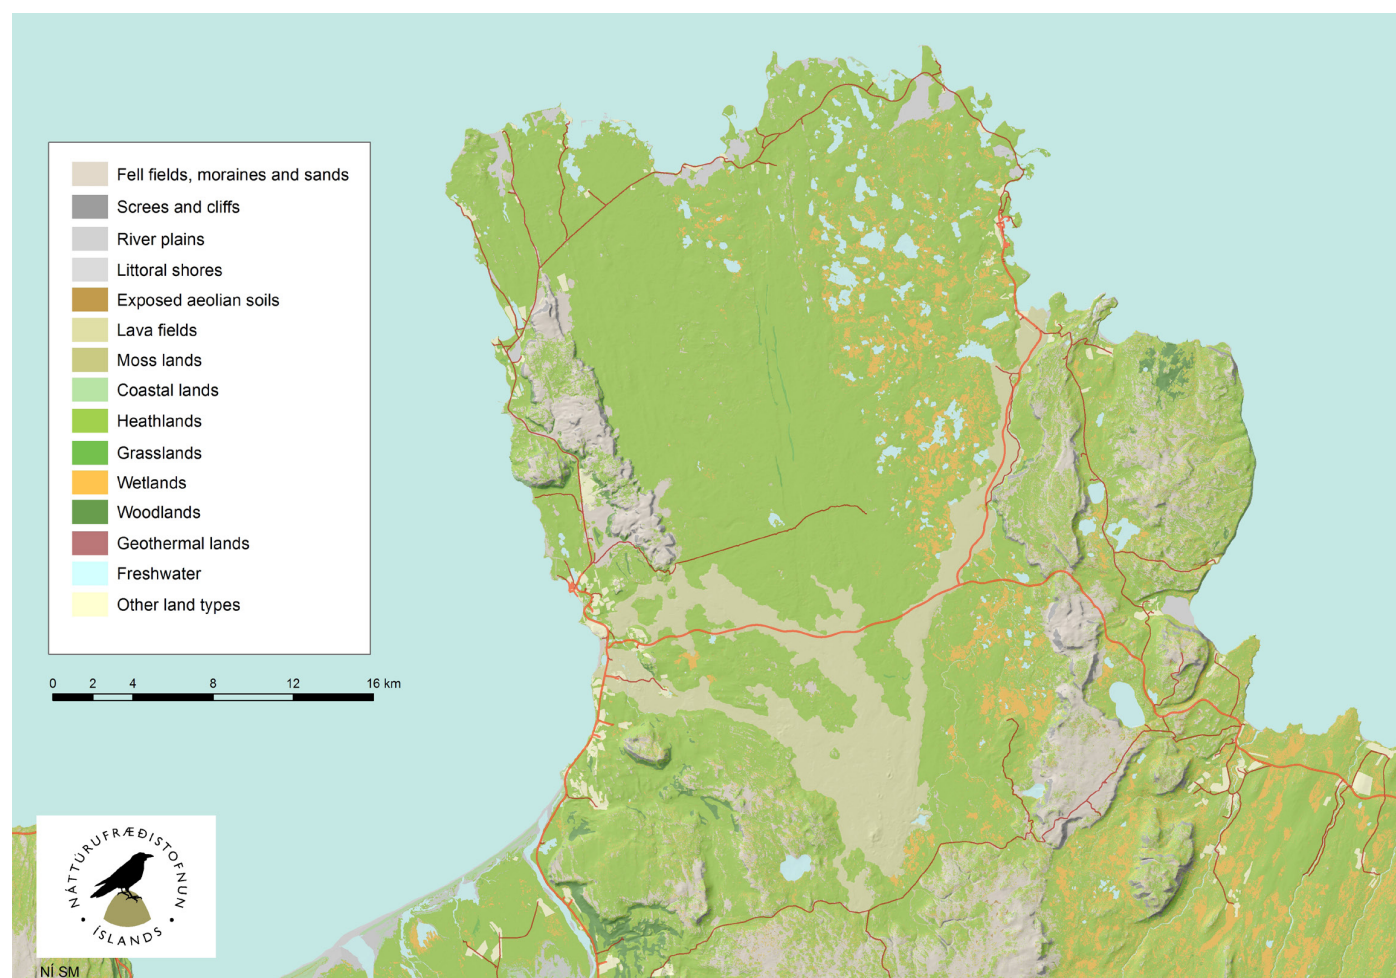 Fell fields, moraines and sands
Screes and cliffs
River plains
Littoral shores
Exposed aeolian soils
Lava fields
Moss lands
Coastal lands
Heathlands
Grasslands
Wetlands
Woodlands
Geothermal lands
Freshwater
Other land types
0 2 4 8 12 16 km
NÁTTÚRUFRÆÐISTOFNUN
ÍSLANDS
NÍ SM